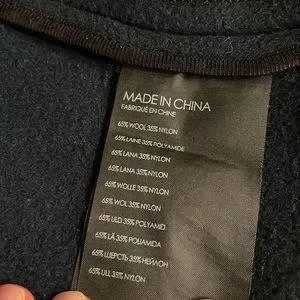 MADE IN CHINA
FABRIQUÉ EN CHINE
65% WOOL 35% NYLON
65% LAINE 35% POLYAMIDE
65% LANA 35% NYLON
65% LANA 35% NYLON
65% WOLLE 35% NYLON
65% WOL 35% NYLON
65% ULD 35% POLYAMID
65% LÃ 35% POLIAMIDA
65% ШЕРСТЬ 35% НЕЙЛОН
65% ULL 35% NYLON